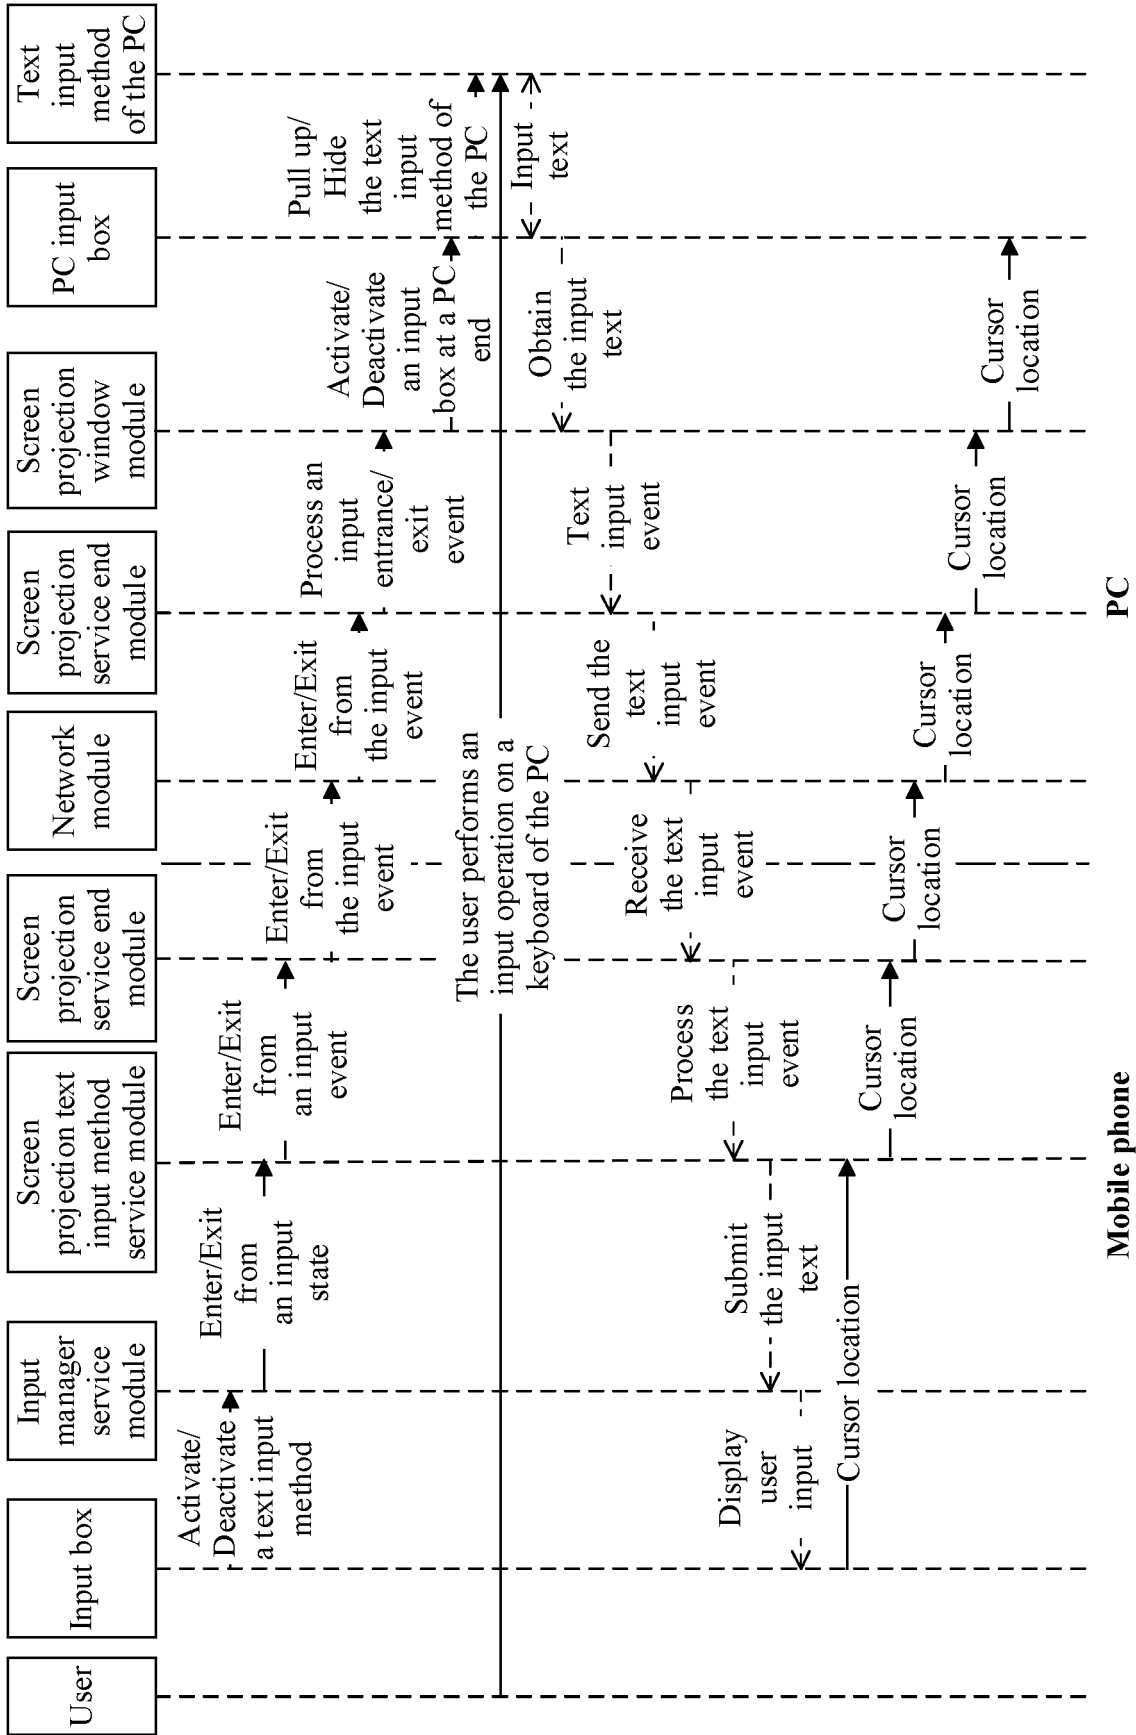 User
Input box
Input
manager
service
module
Screen
projection text
input method
service module
Screen
projection
service end
module
Network
module
Screen
projection
service end
module
Screen
projection
window
module
PC input
box
Text
input
method
of the PC
Activate/
Deactivate
a text input
method
Enter/Exit
from
an input
state
Enter/Exit
from
an input
event
Enter/Exit
from
the input
event
Enter/Exit
from
the input
event
Process an
input
entrance/
exit
event
Activate/
Deactivate
an input
box at a PC
end
Pull up/
Hide
the text
input
method of
the PC
The user performs an
input operation on a
keyboard of the PC
Input
text
Obtain
the input
text
Text
input
event
Send the
text
input
event
Receive
the text
input
event
Process
the text
input
event
Submit
the input
text
Display
user
input
Cursor location
Cursor
location
Cursor
location
Cursor
location
Cursor
location
Cursor
location
Mobile phone
PC